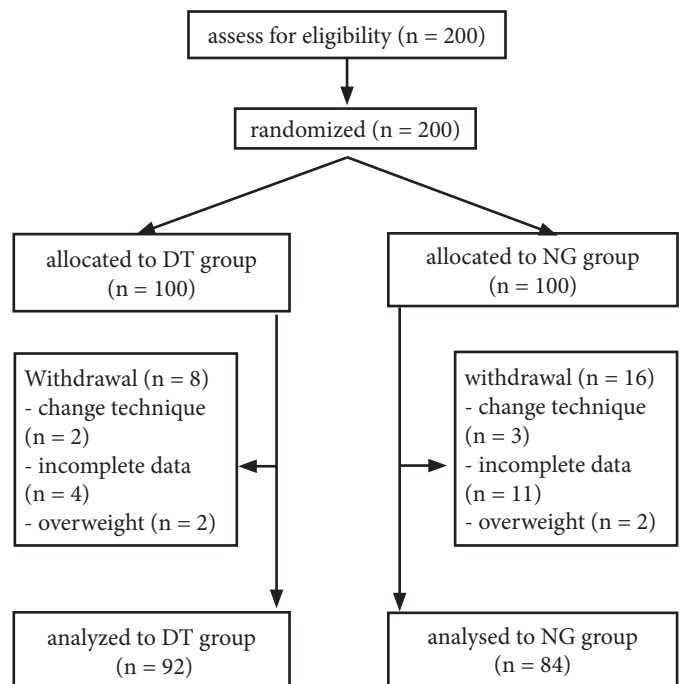 assess for eligibility (n = 200)
randomized (n = 200)
allocated to DT group
(n = 100)
allocated to NG group
(n = 100)
Withdrawal (n = 8)
- change technique
(n = 2)
- incomplete data
(n = 4)
- overweight (n = 2)
withdrawal (n = 16)
- change technique
(n = 3)
- incomplete data
(n = 11)
- overweight (n = 2)
analyzed to DT group
(n = 92)
analysed to NG group
(n = 84)